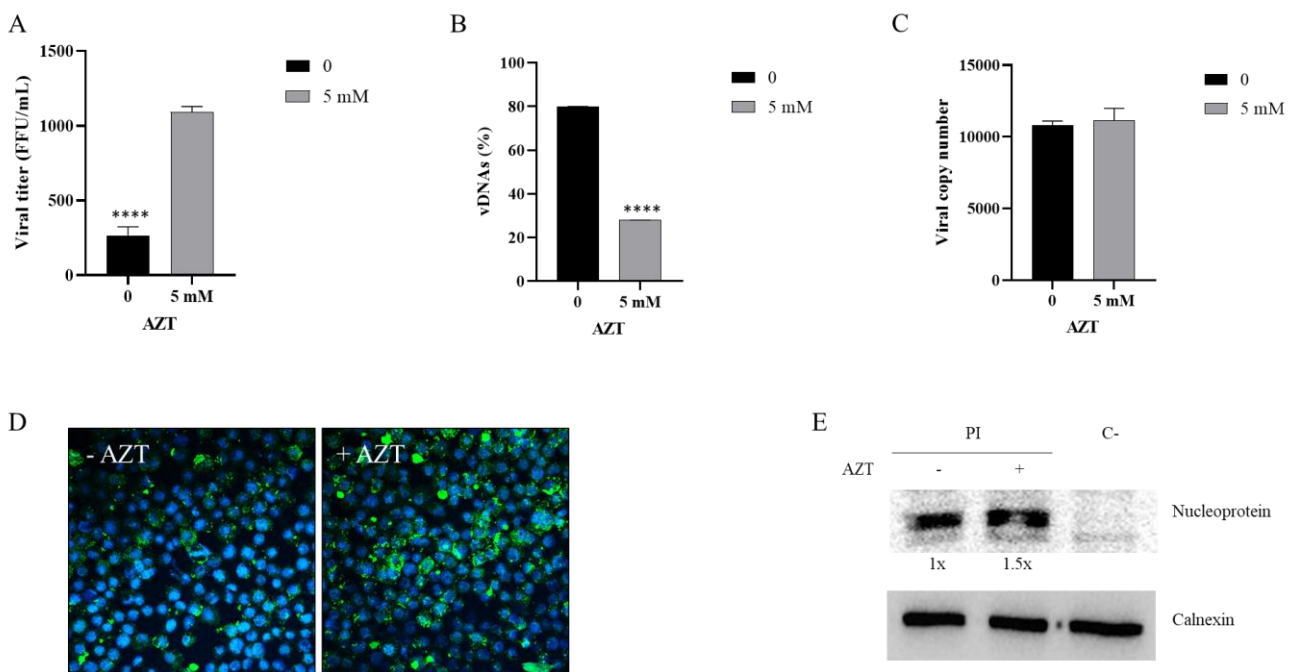 A
Viral titer (FFU/mL)
1500
1000
500
0
****
0
5 mM
AZT
0
5 mM
B
vDNAs (%)
100
80
60
40
20
0
****
0
5 mM
AZT
0
5 mM
C
Viral copy number
15000
10000
5000
0
0
5 mM
AZT
0
5 mM
D
- AZT
+ AZT
E
PI
C-
AZT
-
+
Nucleoprotein
1x
1.5x
Calnexin